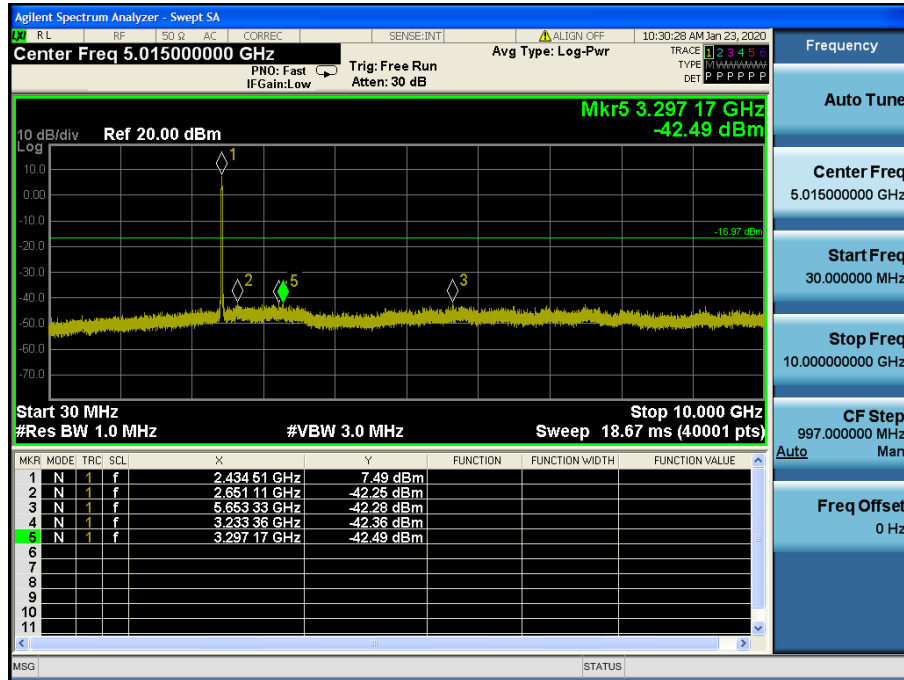 Agilent Spectrum Analyzer - Swept SA
LXI RL RF 50 Ω AC CORREC SENSE:INT ALIGN OFF 10:30:28 AM Jan 23, 2020
Center Freq 5.015000000 GHz
PNO: Fast
IFGain:Low
Trig: Free Run
Atten: 30 dB
Avg Type: Log-Pwr
TRACE 1 2 3 4 5 6
TYPE MWWWWW
DET P P P P P P
Mkr5 3.297 17 GHz
-42.49 dBm
10 dB/div Ref 20.00 dBm
Log
10.0
0.00
-10.0
-20.0
-30.0
-40.0
-50.0
-60.0
-70.0
1
-16.97 dBm
2
5
3
Start 30 MHz Stop 10.000 GHz
#Res BW 1.0 MHz #VBW 3.0 MHz Sweep 18.67 ms (40001 pts)
MKR MODE TRC SCL X Y FUNCTION FUNCTION WIDTH FUNCTION VALUE
1 N 1 f 2.434 51 GHz 7.49 dBm
2 N 1 f 2.651 11 GHz -42.25 dBm
3 N 1 f 5.653 33 GHz -42.28 dBm
4 N 1 f 3.233 36 GHz -42.36 dBm
5 N 1 f 3.297 17 GHz -42.49 dBm
6
7
8
9
10
11
MSG STATUS
Frequency
Auto Tune
Center Freq
5.015000000 GHz
Start Freq
30.000000 MHz
Stop Freq
10.000000000 GHz
CF Step
997.000000 MHz
Auto Man
Freq Offset
0 Hz